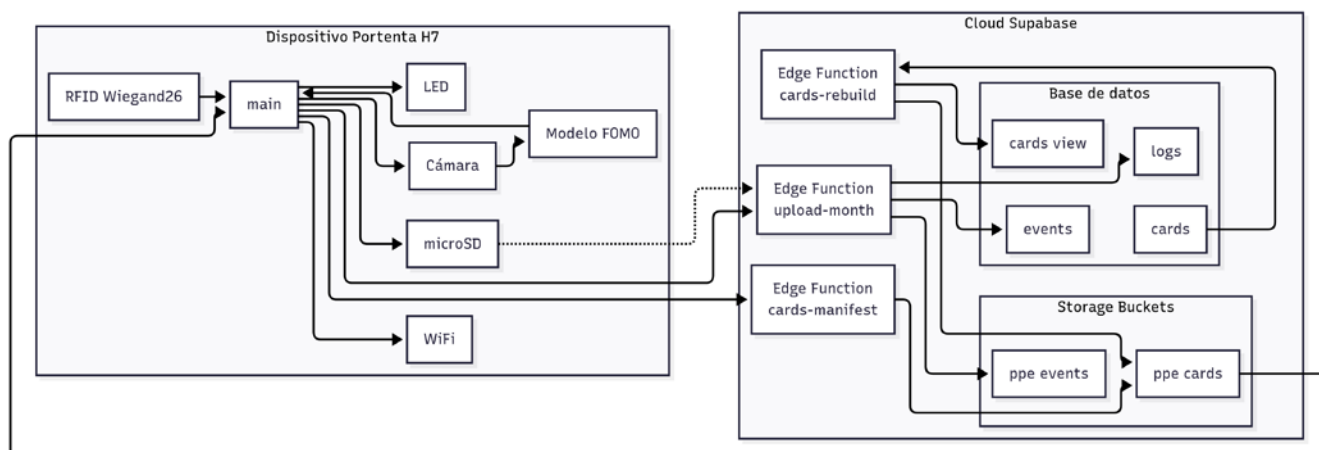 Dispositivo Portenta H7
RFID Wiegand26
main
LED
Modelo FOMO
Cámara
microSD
WiFi
Cloud Supabase
Edge Function
cards-rebuild
Edge Function
upload-month
Edge Function
cards-manifest
Base de datos
cards view
logs
events
cards
Storage Buckets
ppe events
ppe cards